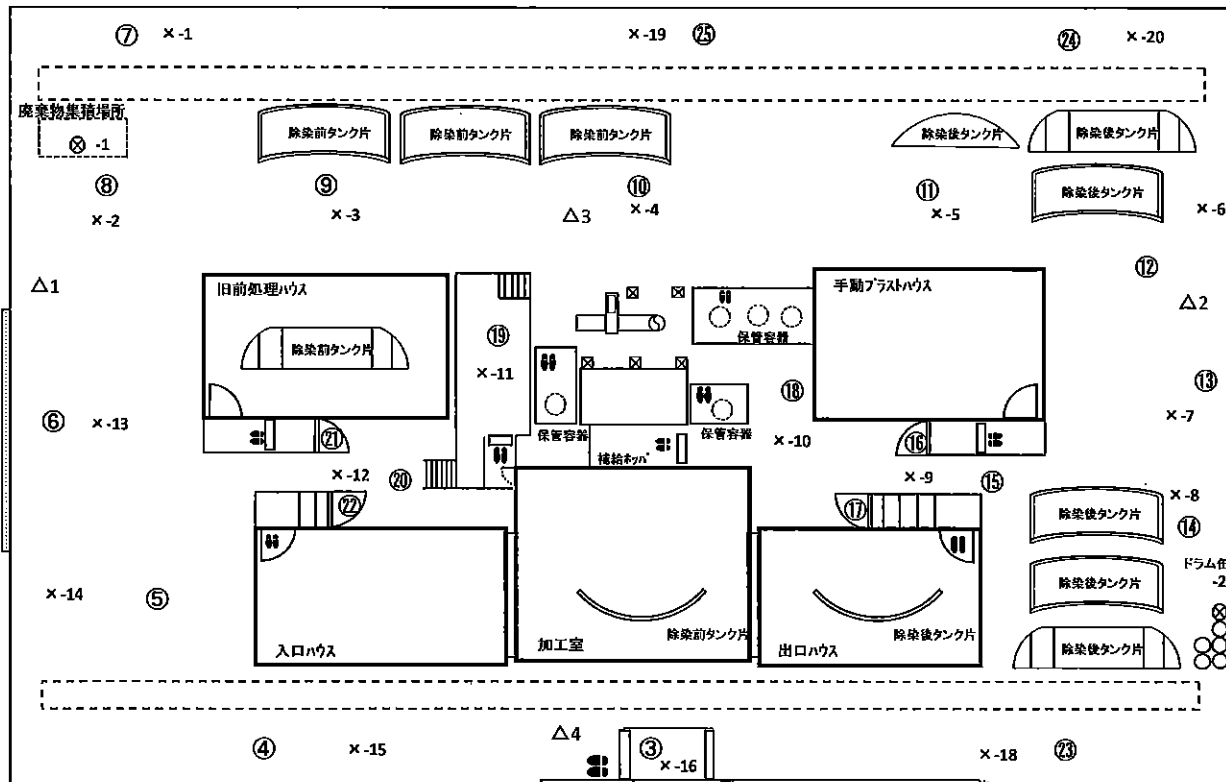 ⑦ ×-1 ×-19 ㉕ ㉔ ×-20
廃棄物集積場所
⊗ -1
除染前タンク片 除染前タンク片 除染前タンク片 除染後タンク片 除染後タンク片
⑧ ⑨ ⑩ ⑪ 除染後タンク片
×-2 ×-3 △3 ×-4 ×-5 ×-6
⑫
△1 旧前処理ハウス 手動ブラストハウス △2
⑲ 保管容器
除染前タンク片
×-11 ⑱ ⑬
⑥ ×-13 ㉑ 保管容器 保管容器 ×-10 ⑯ ×-7
補給ホッパ
×-12 ⑳ ×-9 ⑮ ×-8
㉒ ⑰ 除染後タンク片 ⑭
ドラム缶
-2
×-14 ⑤ 除染後タンク片
入口ハウス 加工室 除染前タンク片 出口ハウス 除染後タンク片 除染後タンク片
④ ×-15 △4 ③ ×-16 ×-18 ㉓